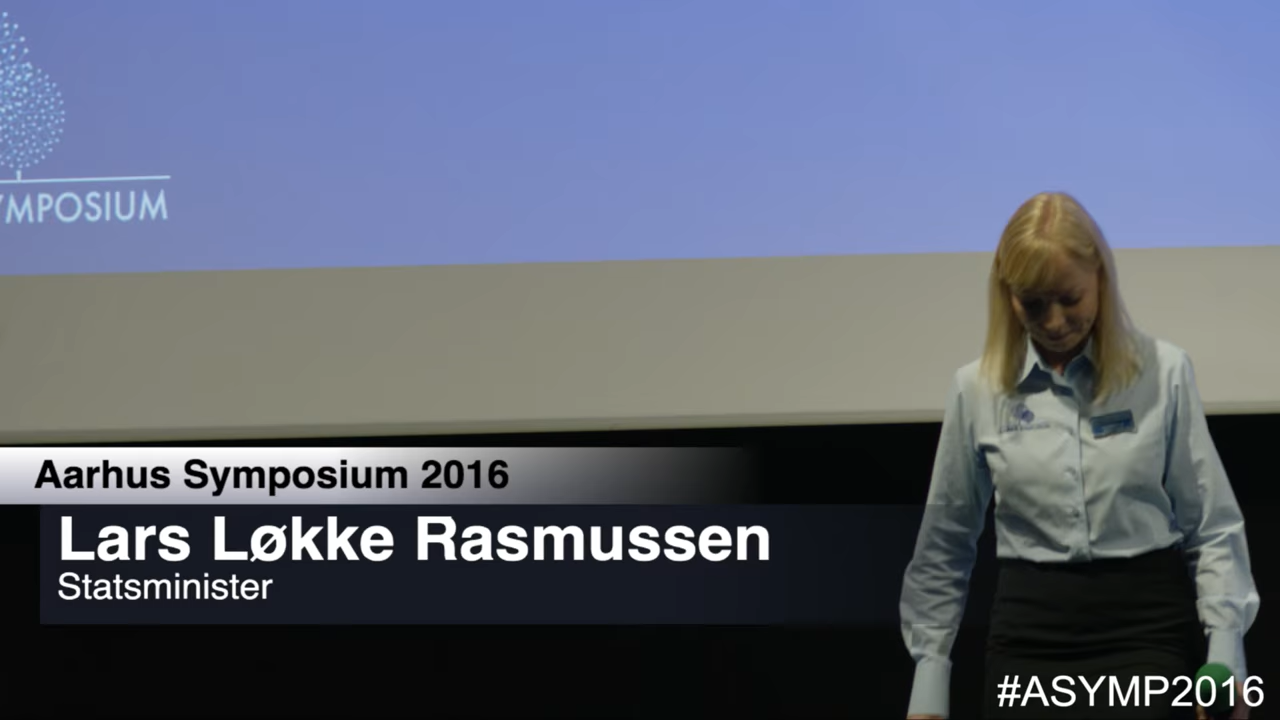 YMPOSIUM
Aarhus Symposium 2016
Lars Løkke Rasmussen
Statsminister
#ASYMP2016